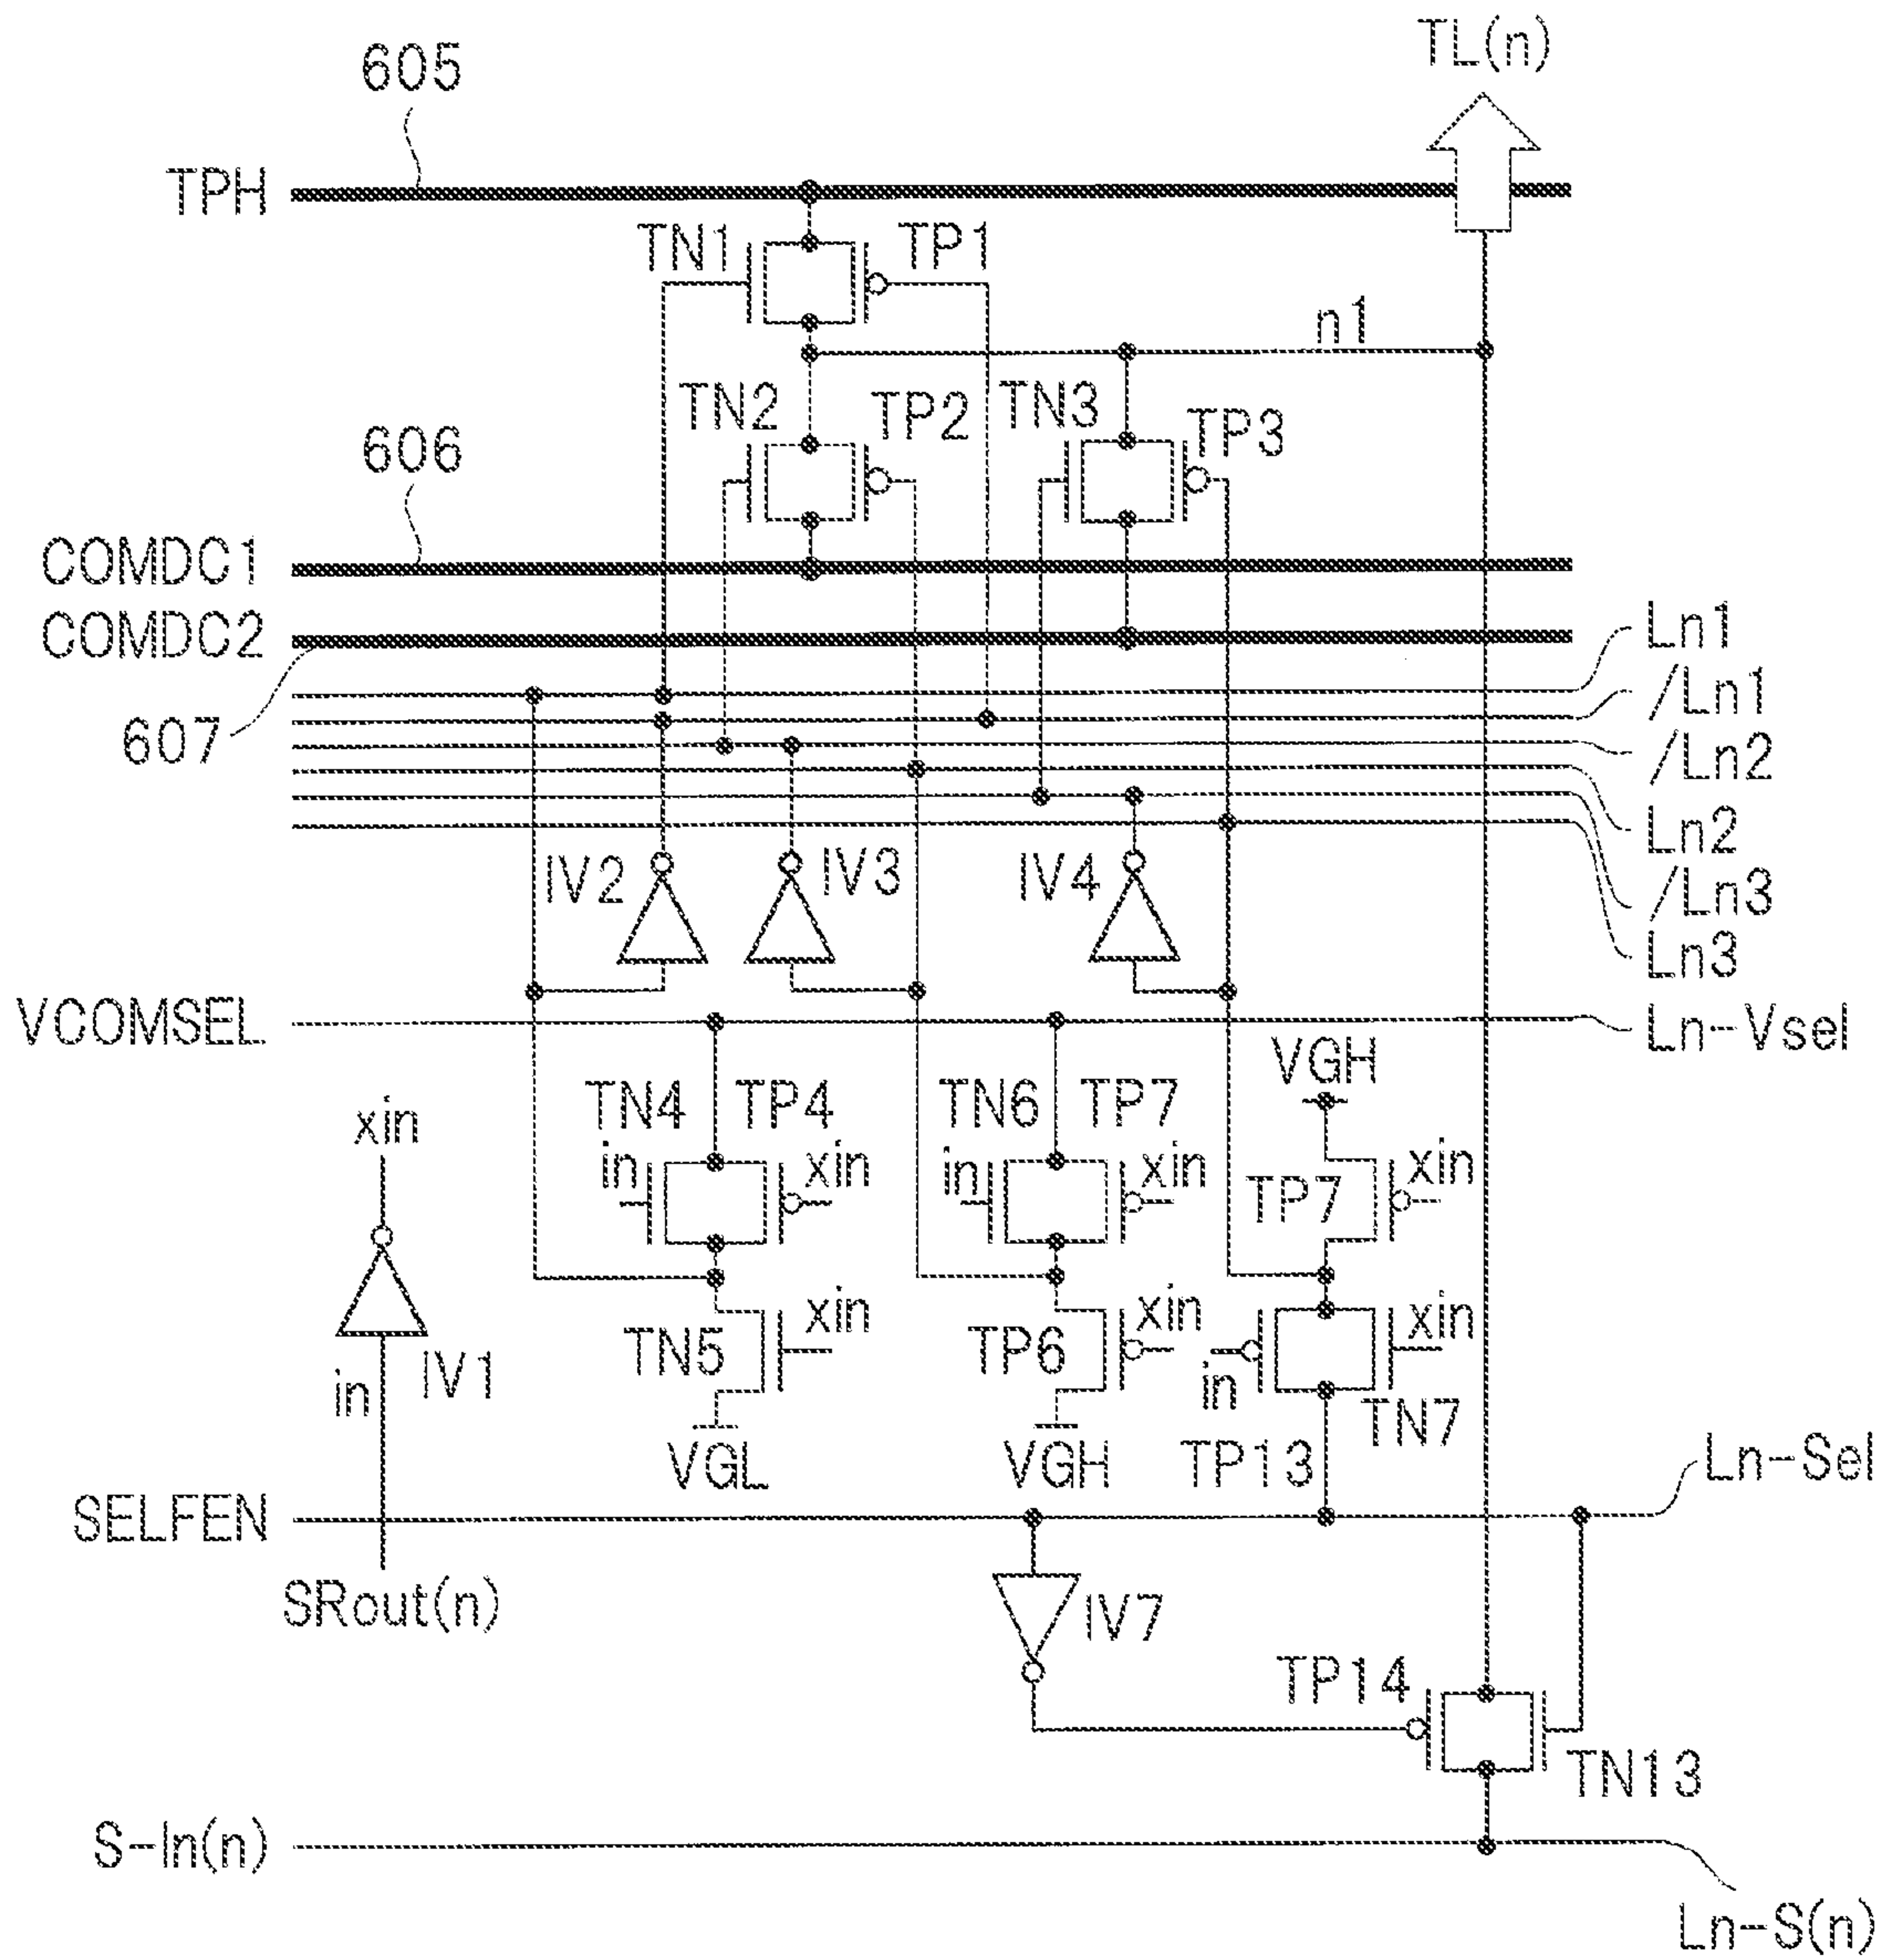 TL(n)
605
TPH
TN1
TP1
n1
TN2
TP2
TN3
TP3
606
COMDC1
COMDC2
607
Ln1
/Ln1
/Ln2
Ln2
/Ln3
Ln3
IV2
IV3
IV4
VCOMSEL
Ln-Vsel
VGH
TN4
TP4
TN6
TP7
xin
in
xin
in
xin
TP7
xin
IV1
in
TN5
xin
VGL
TP6
xin
VGH
in
xin
TN7
TP13
Ln-Sel
SELFEN
SRout(n)
IV7
TP14
TN13
S-In(n)
Ln-S(n)